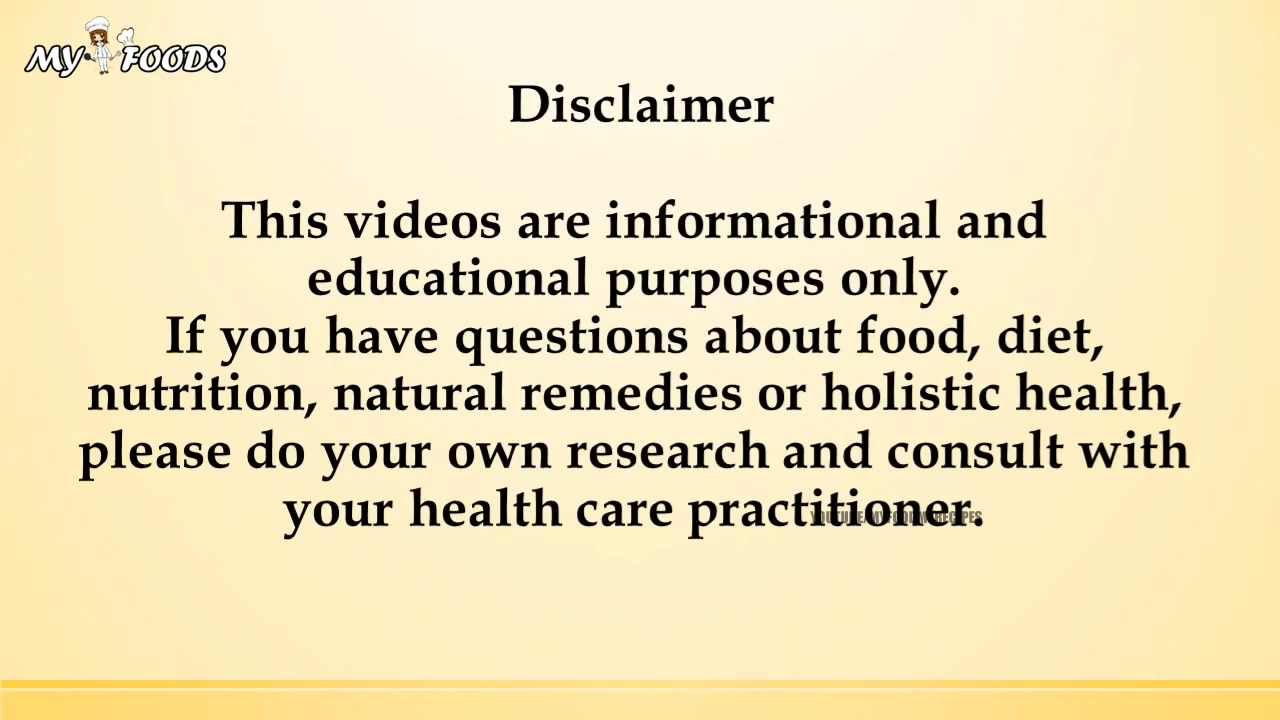 MY FOODS
Disclaimer
This videos are informational and
educational purposes only.
If you have questions about food, diet,
nutrition, natural remedies or holistic health,
please do your own research and consult with
your health care practitioner.